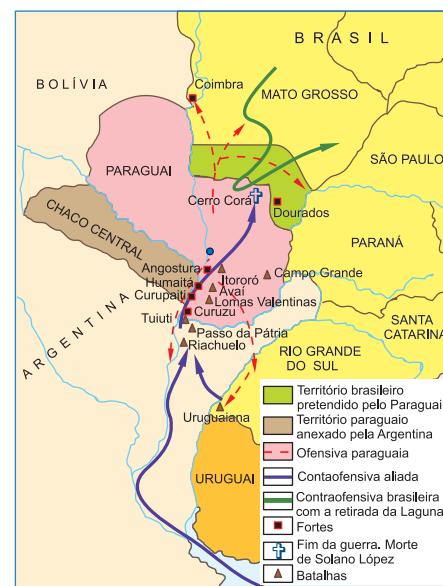 BRASIL
BOLÍVIA
Coimbra
MATO GROSSO
PARAGUAI
SÃO PAULO
Cerro Corá
Dourados
CHACO CENTRAL
PARANÁ
Angostura
Itororó
Campo Grande
Humaitá
Avaí
Curupaiti
Lomas Valentinas
Tuiuti
Curuzu
Passo da Pátria
Riachuelo
SANTA
CATARINA
ARGENTINA
RIO GRANDE
DO SUL
Uruguaiana
URUGUAI
Território brasileiro
pretendido pelo Paraguai
Território paraguaio
anexado pela Argentina
Ofensiva paraguaia
Contaofensiva aliada
Contraofensiva brasileira
com a retirada da Laguna
Fortes
Fim da guerra. Morte
de Solano López
Batalhas